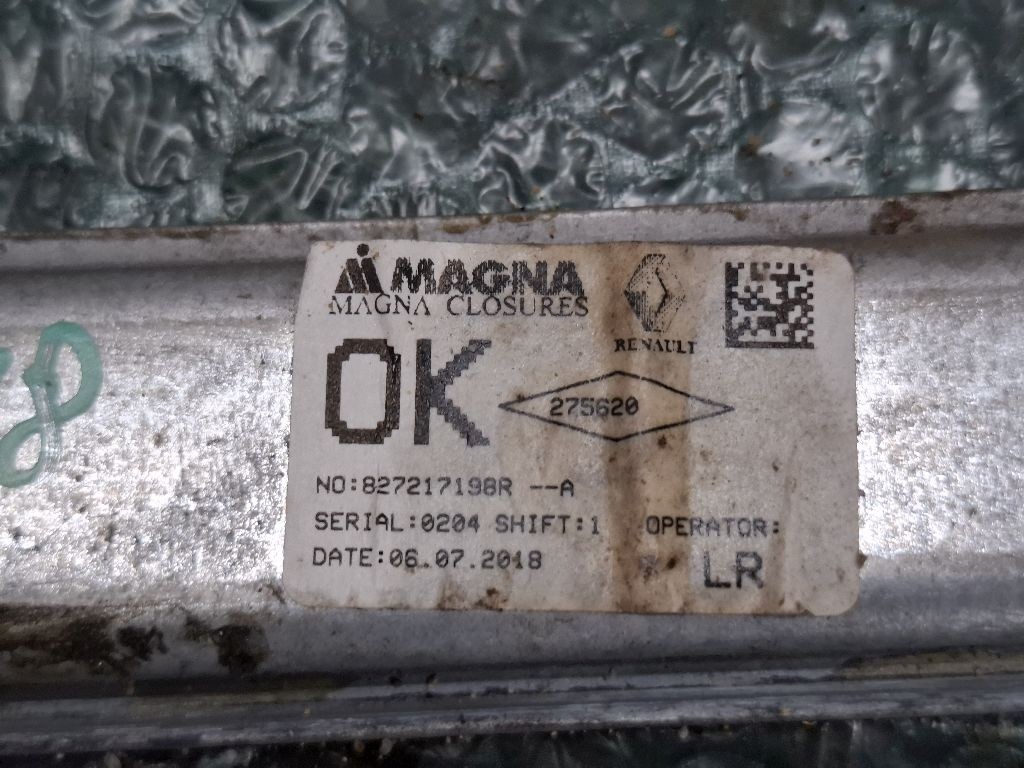 MAGNA
MAGNA CLOSURES
RENAULT
OK
275620
NO:827217198R --A
SERIAL:0204 SHIFT:1 OPERATOR:
DATE:06.07.2018
LR